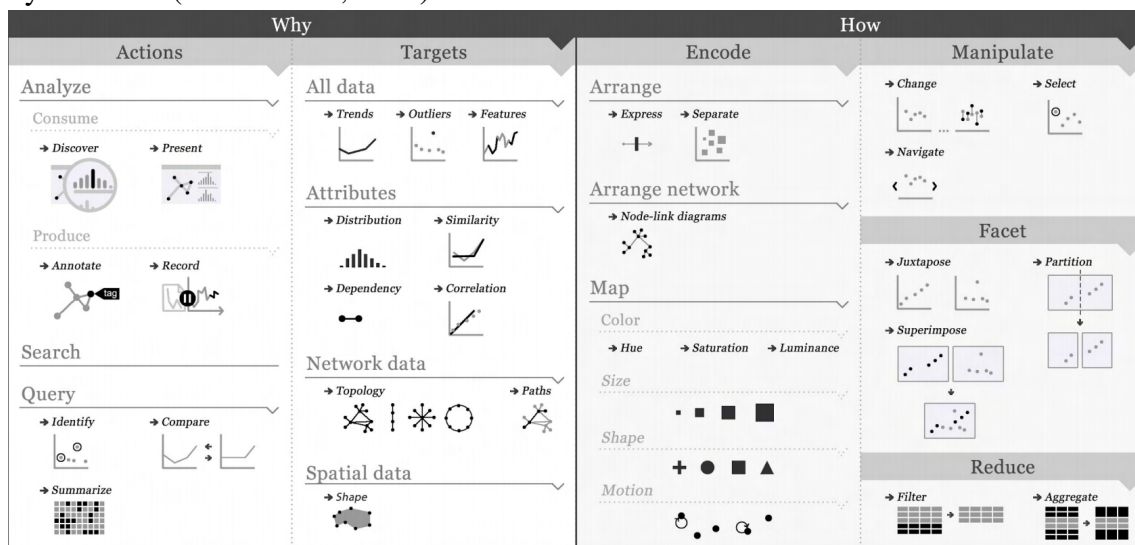 Why
Actions
Analyze
Consume
→ Discover
→ Present
Produce
→ Annotate
tag
→ Record
Search
Query
→ Identify
→ Compare
→ Summarize
Targets
All data
→ Trends
→ Outliers
→ Features
Attributes
→ Distribution
→ Similarity
→ Dependency
→ Correlation
Network data
→ Topology
→ Paths
Spatial data
→ Shape
How
Encode
Arrange
→ Express
→ Separate
Arrange network
→ Node-link diagrams
Map
Color
→ Hue
→ Saturation
→ Luminance
Size
Shape
Motion
Manipulate
→ Change
...
→ Select
→ Navigate
Facet
→ Juxtapose
→ Partition
→ Superimpose
Reduce
→ Filter
→ Aggregate